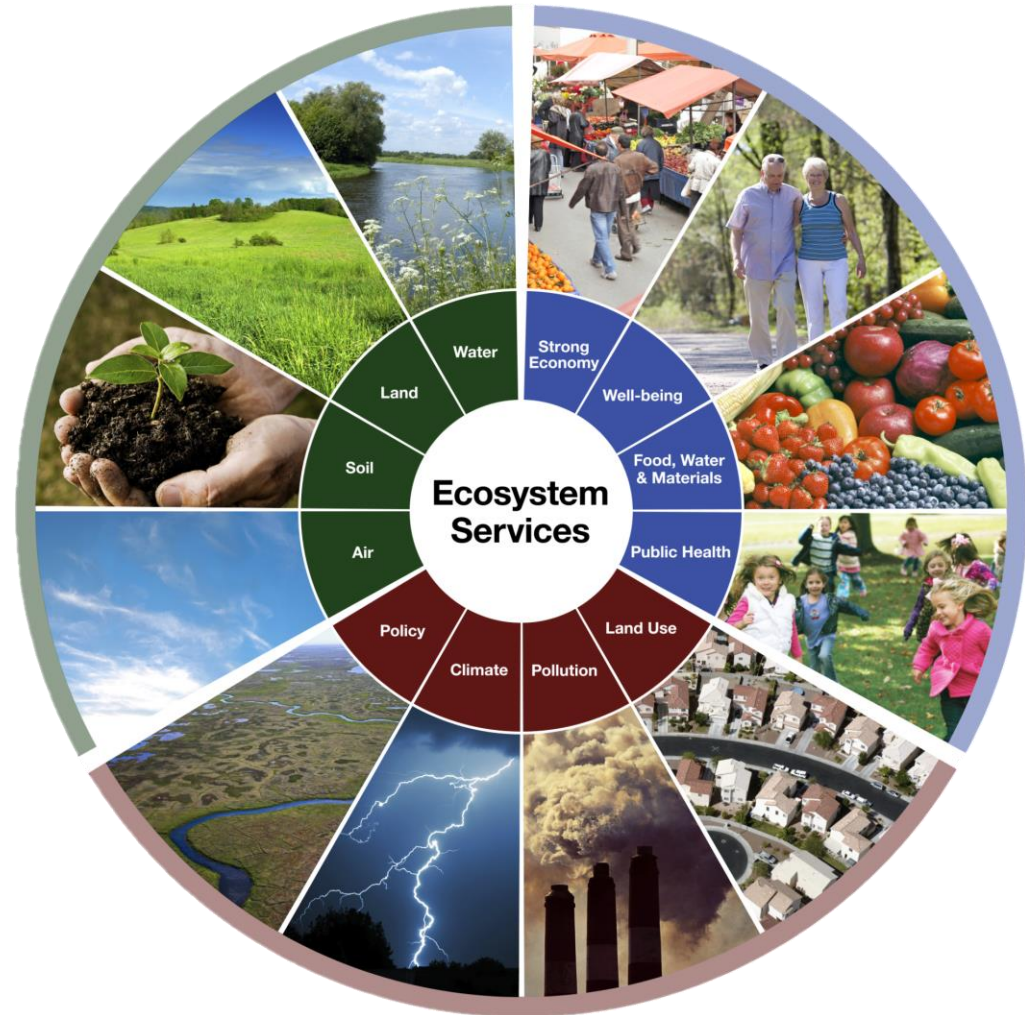 Ecosystem
Services
Strong
Economy
Well-being
Food, Water
& Materials
Public Health
Land Use
Pollution
Climate
Policy
Air
Soil
Land
Water